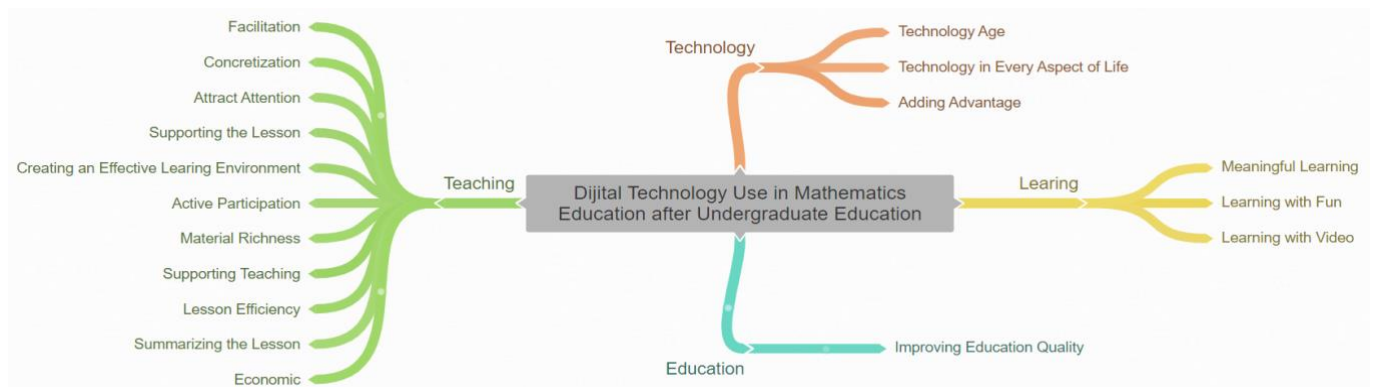 Facilitation
Concretization
Attract Attention
Supporting the Lesson
Creating an Effective Learing Environment
Active Participation
Material Richness
Supporting Teaching
Lesson Efficiency
Summarizing the Lesson
Economic
Teaching
Dijital Technology Use in Mathematics
Education after Undergraduate Education
Technology
Technology Age
Technology in Every Aspect of Life
Adding Advantage
Learing
Meaningful Learning
Learning with Fun
Learning with Video
Education
Improving Education Quality